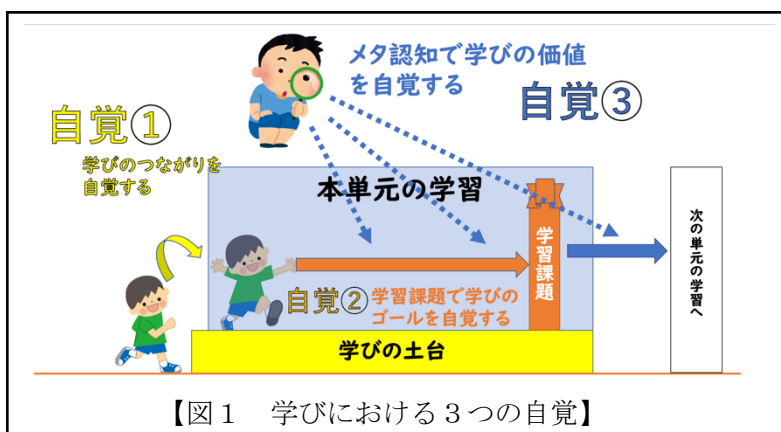 メタ認知で学びの価値
を自覚する
自覚③
自覚①
学びのつながりを
自覚する
本単元の学習
学習課題
次の単元の学習へ
自覚②
学習課題で学びの
ゴールを自覚する
学びの土台
【図１　学びにおける３つの自覚】